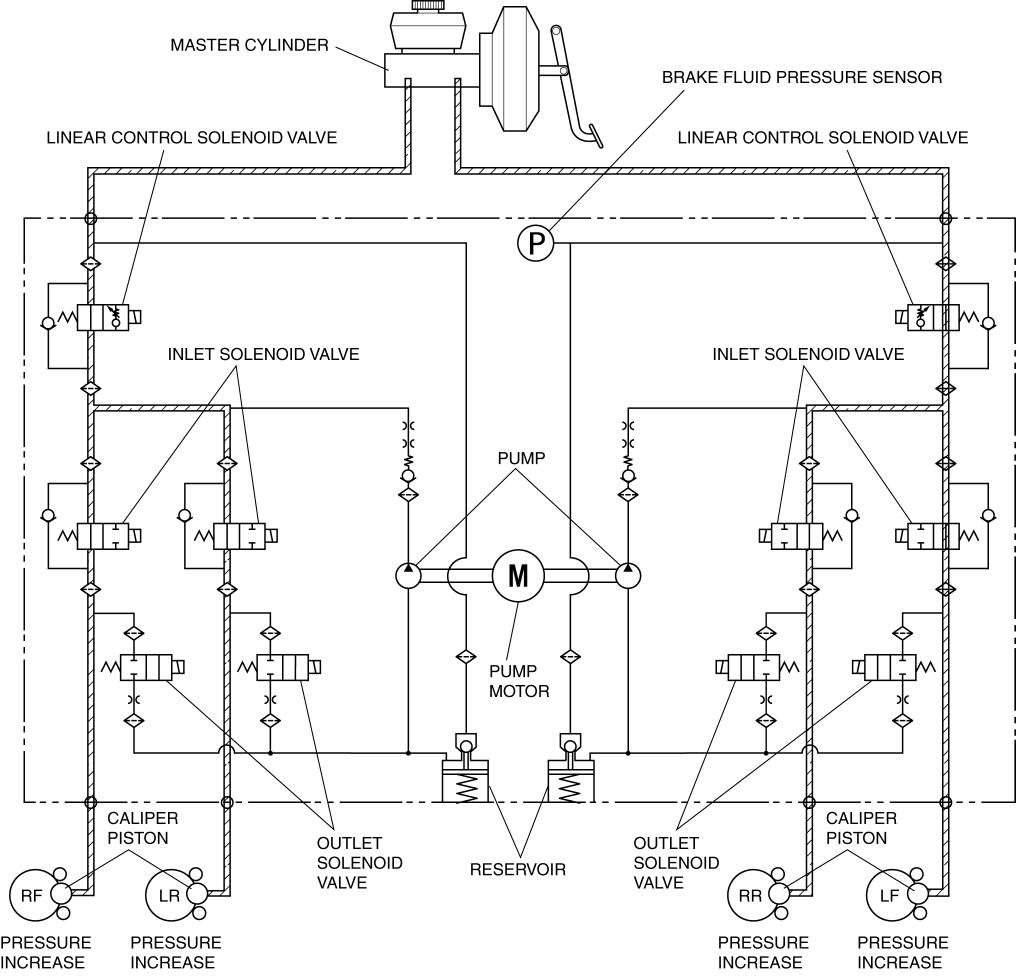 MASTER CYLINDER
BRAKE FLUID PRESSURE SENSOR
LINEAR CONTROL SOLENOID VALVE
LINEAR CONTROL SOLENOID VALVE
P
INLET SOLENOID VALVE
INLET SOLENOID VALVE
PUMP
M
PUMP
MOTOR
CALIPER
PISTON
CALIPER
PISTON
OUTLET
SOLENOID
VALVE
RESERVOIR
OUTLET
SOLENOID
VALVE
RF
LR
RR
LF
PRESSURE
INCREASE
PRESSURE
INCREASE
PRESSURE
INCREASE
PRESSURE
INCREASE